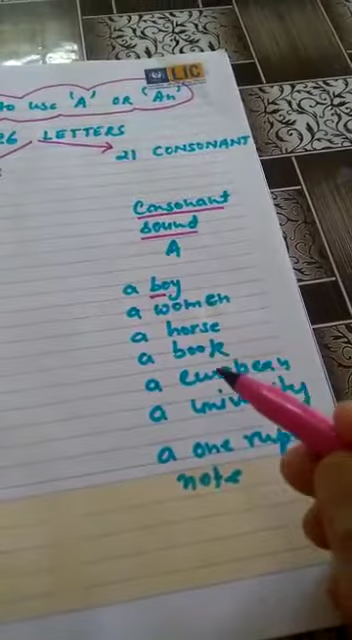 LIC
to use 'A' or 'An'
26 LETTERS
21 CONSONANT
Consonant
sound
A
a boy
a women
a horse
a book
a
a
a one
note